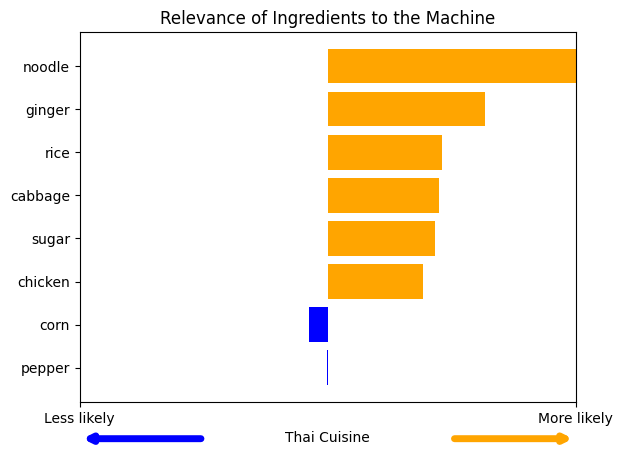 Relevance of Ingredients to the Machine
noodle
ginger
rice
cabbage
sugar
chicken
corn
pepper
Less likely More likely
Thai Cuisine